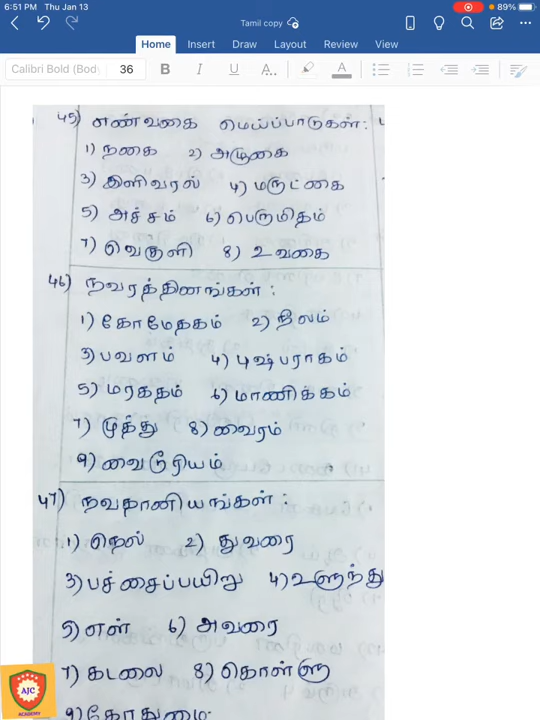 6:51 PM Thu Jan 13
89%
Tamil copy
Home Insert Draw Layout Review View
Calibri Bold (Bod 36 B I U A...
45) எண்வகை மெய்ப்பாடுகள்:
1) நகை 2) அழுகை
3) இளிவரல் 4) மருட்கை
5) அச்சம் 6) பெருமிதம்
7) வெகுளி 8) உவகை
46) நவரத்தினங்கள்:
1) கோமேதகம் 2) நீலம்
3) பவளம் 4) புஷ்பராகம்
5) மரகதம் 6) மாணிக்கம்
7) முத்து 8) வைரம்
9) வைடூரியம்
47) நவதானியங்கள்:
1) நெல் 2) துவரை
3) பச்சைப்பயிறு 4) உளுந்து
5) எள் 6) அவரை
7) கடலை 8) கொள்ளு
9) கோதுமை
AJC
ACADEMY